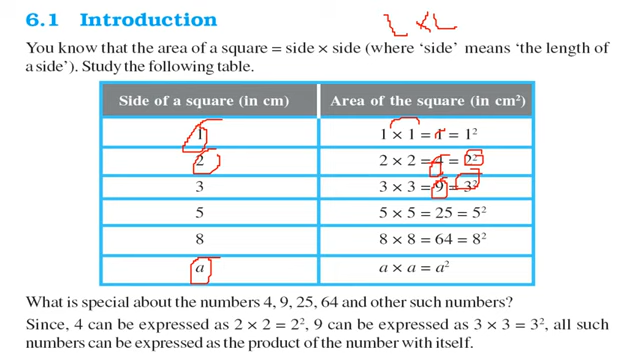 6.1 Introduction
L × L
You know that the area of a square = side × side (where ‘side’ means ‘the length of
a side’). Study the following table.
Side of a square (in cm) Area of the square (in cm²)
1 1 × 1 = 1 = 1²
2 2 × 2 = 4 = 2²
3 3 × 3 = 9 = 3²
5 5 × 5 = 25 = 5²
8 8 × 8 = 64 = 8²
a a × a = a²
What is special about the numbers 4, 9, 25, 64 and other such numbers?
Since, 4 can be expressed as 2 × 2 = 2², 9 can be expressed as 3 × 3 = 3², all such
numbers can be expressed as the product of the number with itself.